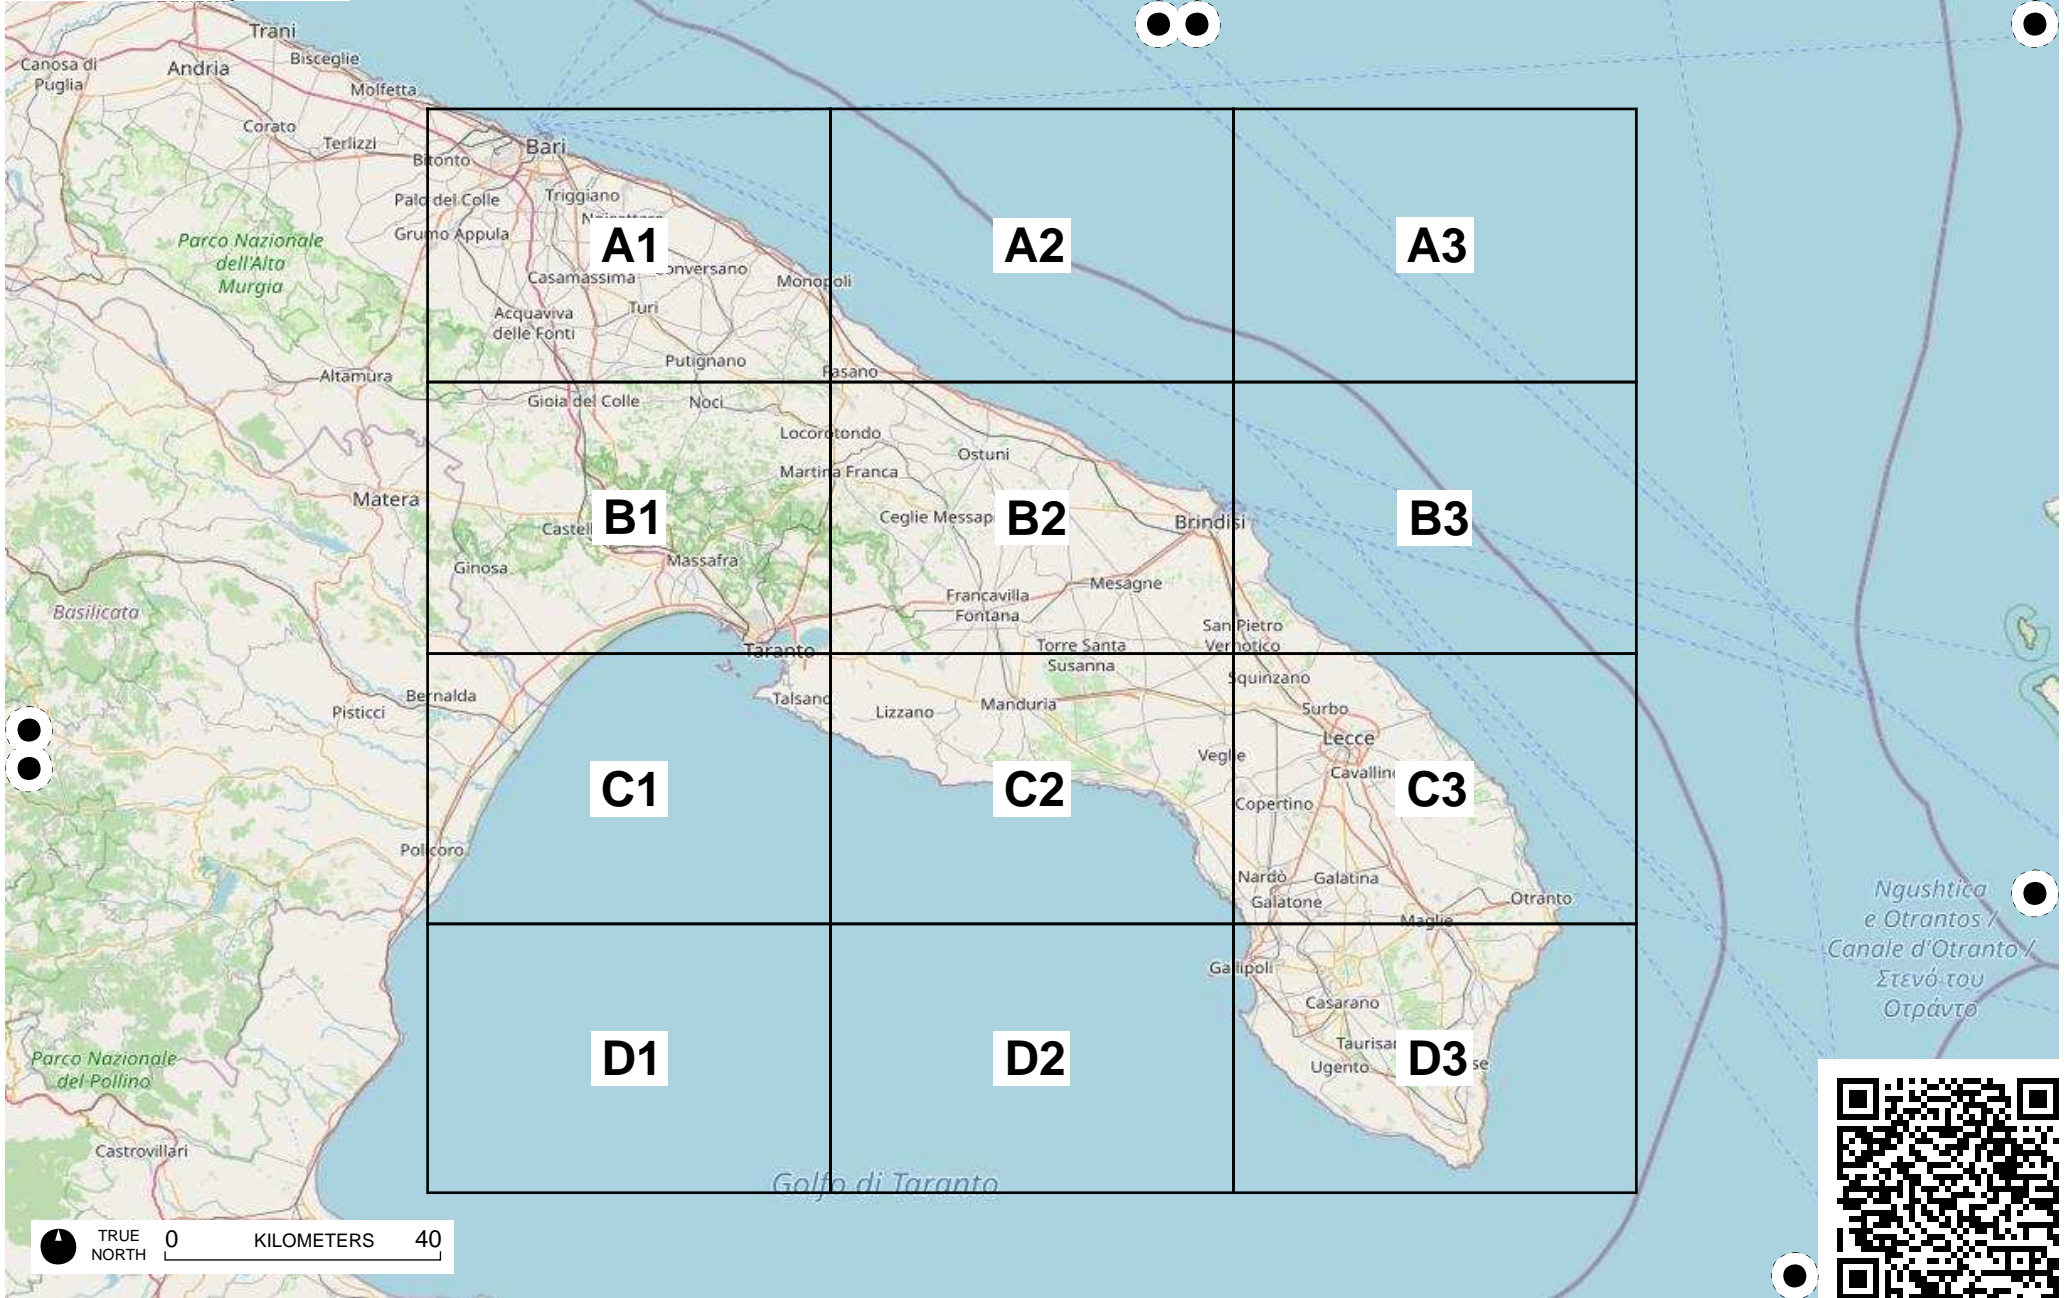 Trani
Canosa di
Puglia
Andria
Bisceglie
Molfetta
Corato
Terlizzi
Bitonto
Bari
Palo del Colle
Triggiano
Grumo Appula
Parco Nazionale
dell'Alta
Murgia
A1
A2
A3
Casamassima
Monopoli
Acquaviva
delle Fonti
Turi
Putignano
Fasano
Altamura
Gioia del Colle
Noci
Locorotondo
Ostuni
Martina Franca
Matera
B1
Ceglie Messap
B2
Brindisi
B3
Castell
Ginosa
Massafra
Mesagne
Basilicata
Francavilla
Fontana
San Pietro
Vernotico
Torre Santa
Susanna
Taranto
Squinzano
Bernalda
Pisticci
Talsano
Lizzano
Manduria
Surbo
Lecce
Veglie
Cavallino
C1
C2
C3
Copertino
Policoro
Nardò
Galatina
Galatone
Otranto
Maglie
Ngushtica
e Otrantos /
Canale d'Otranto /
Στενό του
Οτράντο
Gallipoli
Casarano
Parco Nazionale
del Pollino
D1
D2
Taurisan
D3
Ugento
se
Castrovillari
Golfo di Taranto
TRUE
NORTH
0 KILOMETERS 40